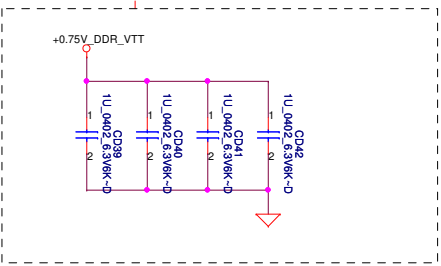 +0.75V_DDR_VTT
1
2
CD39
1U_0402_6.3V6K~D
1
2
CD40
1U_0402_6.3V6K~D
1
2
CD41
1U_0402_6.3V6K~D
1
2
CD42
1U_0402_6.3V6K~D